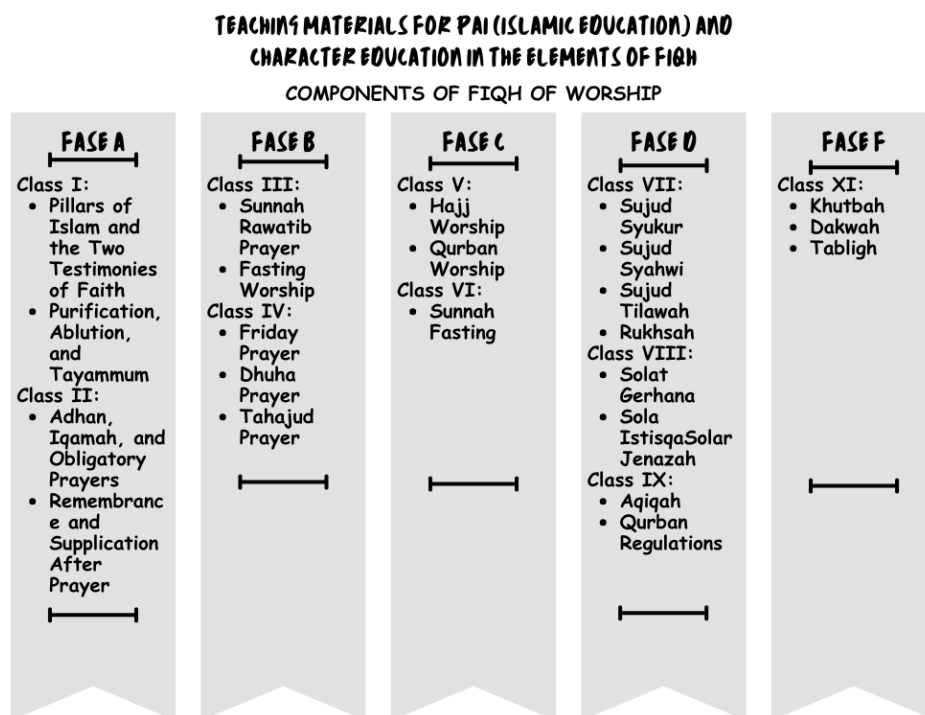 TEACHING MATERIALS FOR PAI (ISLAMIC EDUCATION) AND
CHARACTER EDUCATION IN THE ELEMENTS OF FIQH
COMPONENTS OF FIQH OF WORSHIP
FASE A
Class I:
• Pillars of
Islam and
the Two
Testimonies
of Faith
• Purification,
Ablution,
and
Tayammum
Class II:
• Adhan,
Iqamah, and
Obligatory
Prayers
• Remembranc
e and
Supplication
After
Prayer
FASE B
Class III:
• Sunnah
Rawatib
Prayer
• Fasting
Worship
Class IV:
• Friday
Prayer
• Dhuha
Prayer
• Tahajud
Prayer
FASE C
Class V:
• Hajj
Worship
• Qurban
Worship
Class VI:
• Sunnah
Fasting
FASE D
Class VII:
• Sujud
Syukur
• Sujud
Syahwi
• Sujud
Tilawah
• Rukhsah
Class VIII:
• Solat
Gerhana
• Sola
IstisqaSolar
Jenazah
Class IX:
• Aqiqah
• Qurban
Regulations
FASE F
Class XI:
• Khutbah
• Dakwah
• Tabligh